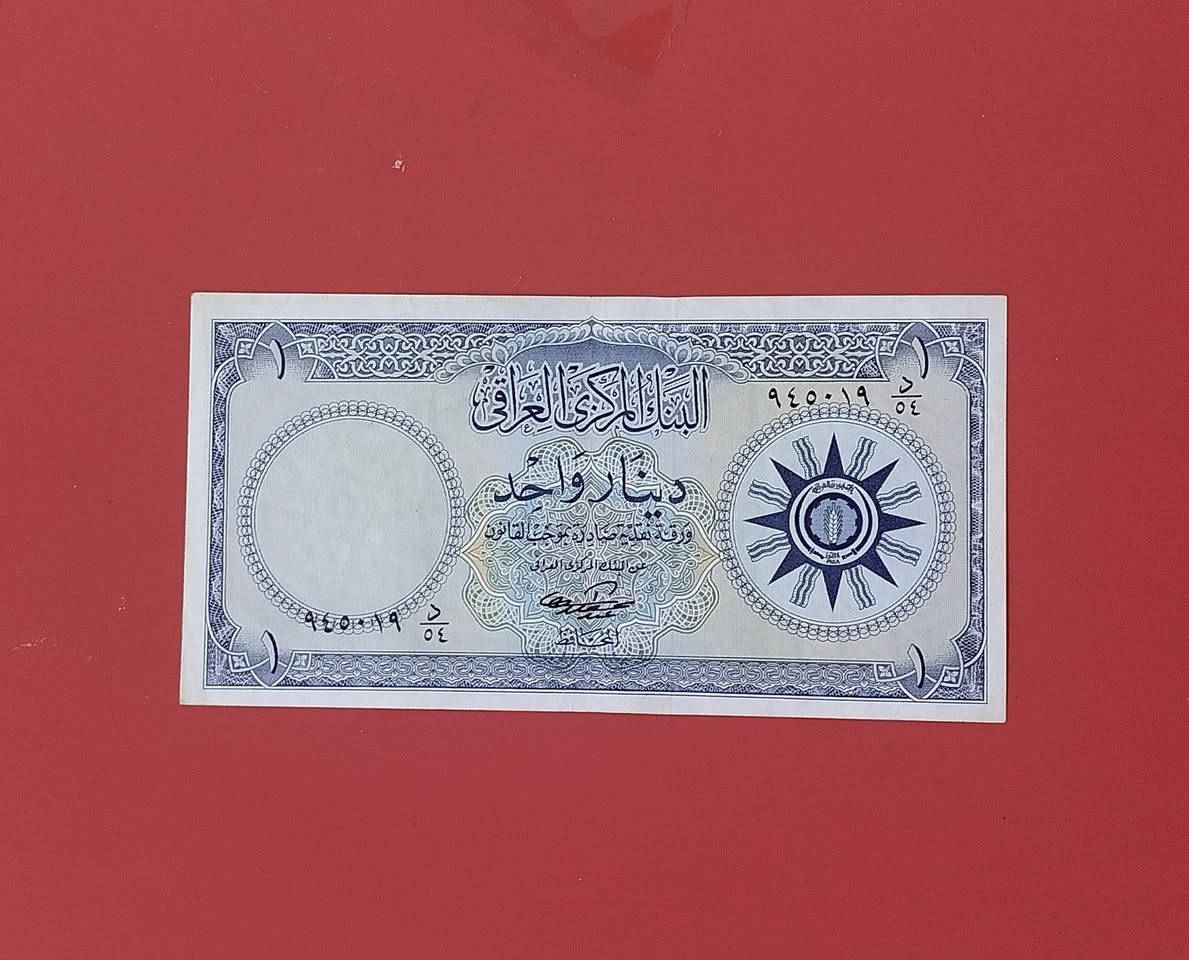 ١ ١
البنك المركزي العراقي
٩٤٥٠١٩ د/٥٤
دينار واحد
ورقة نقدية صادرة بموجب القانون
عن البنك المركزي العراقي
المحافظ
٩٤٥٠١٩ د/٥٤
١ ١